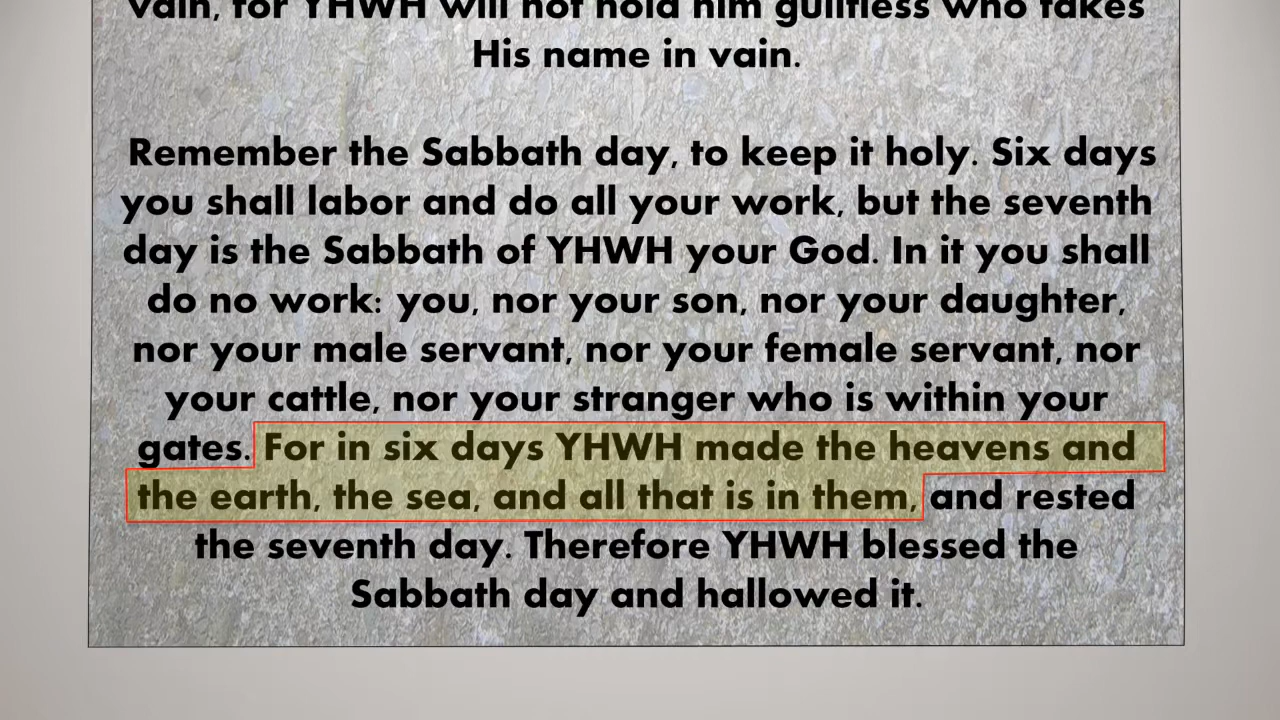 vain, for YHWH will not hold him guiltless who takes
His name in vain.
Remember the Sabbath day, to keep it holy. Six days
you shall labor and do all your work, but the seventh
day is the Sabbath of YHWH your God. In it you shall
do no work: you, nor your son, nor your daughter,
nor your male servant, nor your female servant, nor
your cattle, nor your stranger who is within your
gates. For in six days YHWH made the heavens and
the earth, the sea, and all that is in them, and rested
the seventh day. Therefore YHWH blessed the
Sabbath day and hallowed it.